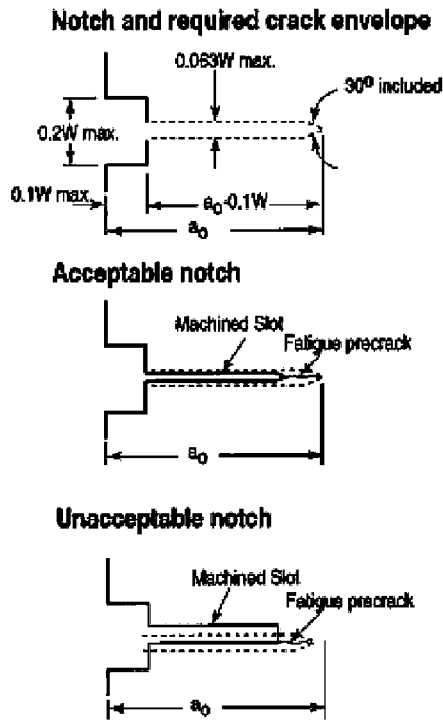 Notch and required crack envelope
0.063W max.
30º included
0.2W max.
0.1W max.
a₀-0.1W
a₀
Acceptable notch
Machined Slot
Fatigue precrack
a₀
Unacceptable notch
Machined Slot
Fatigue precrack
a₀